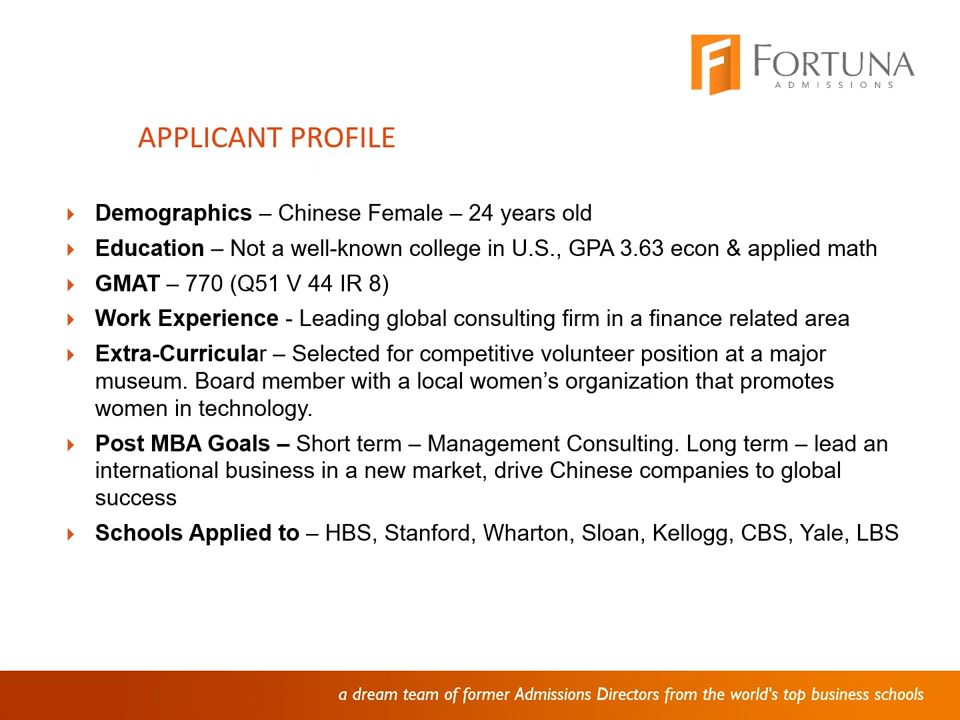 FORTUNA
ADMISSIONS
APPLICANT PROFILE
Demographics – Chinese Female – 24 years old
Education – Not a well-known college in U.S., GPA 3.63 econ & applied math
GMAT – 770 (Q51 V 44 IR 8)
Work Experience - Leading global consulting firm in a finance related area
Extra-Curricular – Selected for competitive volunteer position at a major
museum. Board member with a local women's organization that promotes
women in technology.
Post MBA Goals – Short term – Management Consulting. Long term – lead an
international business in a new market, drive Chinese companies to global
success
Schools Applied to – HBS, Stanford, Wharton, Sloan, Kellogg, CBS, Yale, LBS
a dream team of former Admissions Directors from the world's top business schools